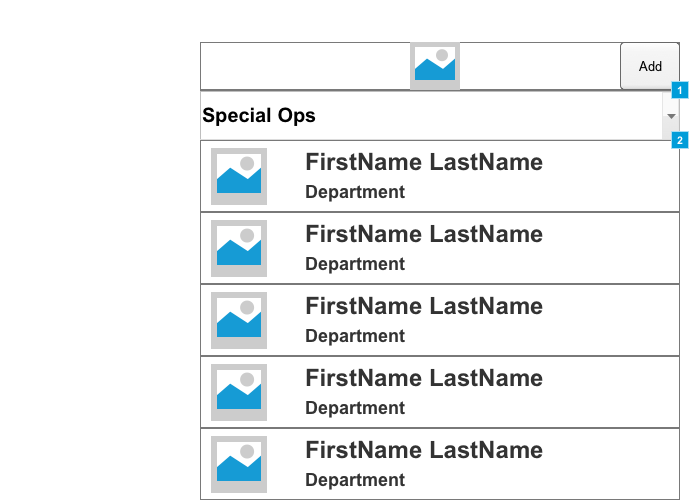 Add
1
Special Ops
2
FirstName LastName
Department
FirstName LastName
Department
FirstName LastName
Department
FirstName LastName
Department
FirstName LastName
Department